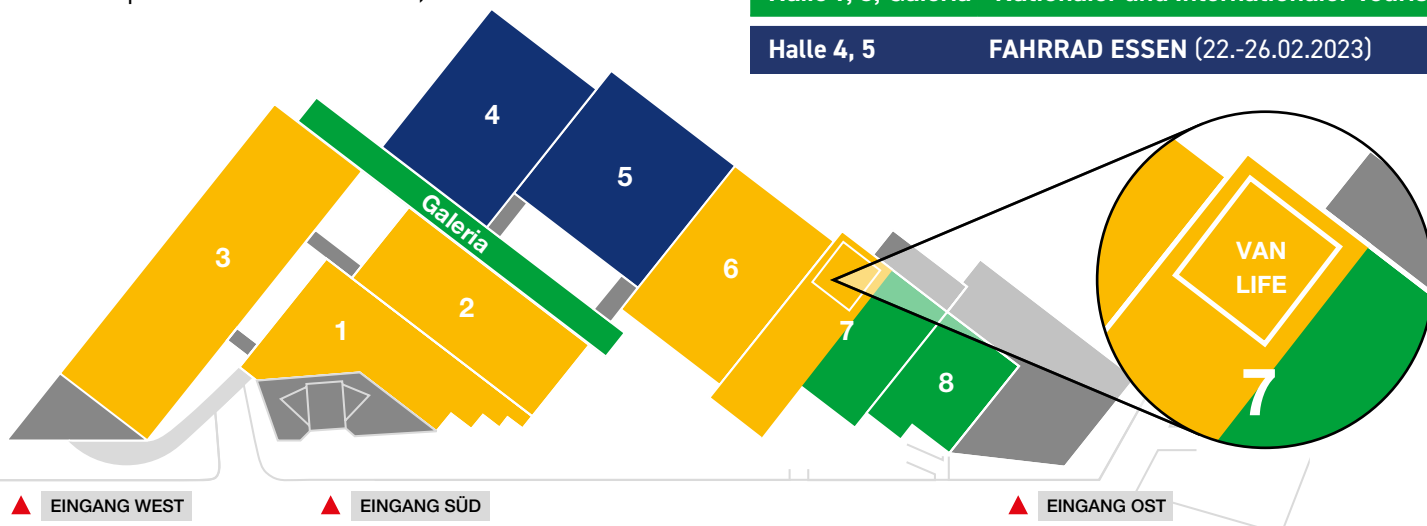 Halle 4, 5 FAHRRAD ESSEN (22.-26.02.2023)
4
5
3
Galeria
6
2
1
7
8
VAN
LIFE
7
EINGANG WEST
EINGANG SÜD
EINGANG OST